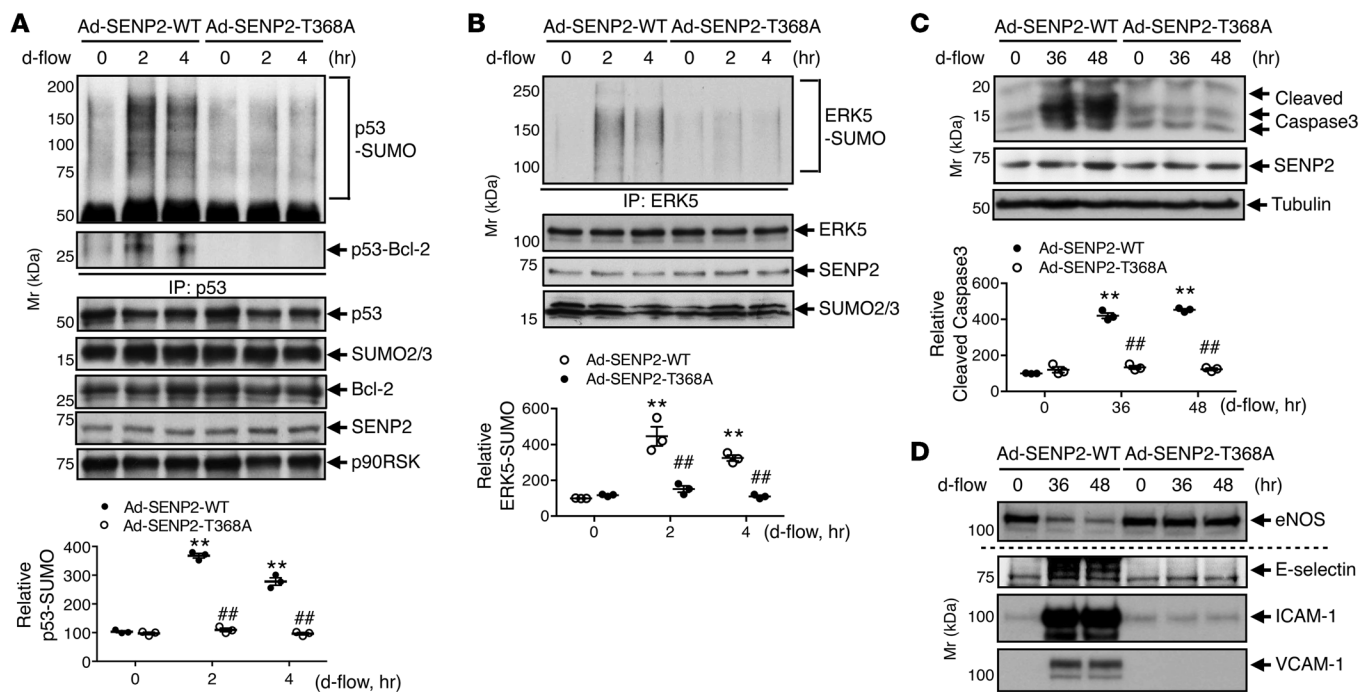 A
Ad-SENP2-WT Ad-SENP2-T368A
d-flow 0 2 4 0 2 4 (hr)
200
150
100
75
50
p53
-SUMO
25
p53-Bcl-2
IP: p53
Mr (kDa)
50
p53
15
SUMO2/3
25
Bcl-2
75
SENP2
75
p90RSK
Ad-SENP2-WT
Ad-SENP2-T368A
Relative
p53-SUMO
400
300
200
100
0
** **
## ##
0 2 4 (d-flow, hr)
B
Ad-SENP2-WT Ad-SENP2-T368A
d-flow 0 2 4 0 2 4 (hr)
250
150
100
ERK5
-SUMO
IP: ERK5
Mr (kDa)
100
ERK5
75
SENP2
15
SUMO2/3
Ad-SENP2-WT
Ad-SENP2-T368A
Relative
ERK5-SUMO
600
400
200
0
** **
## ##
0 2 4 (d-flow, hr)
C
Ad-SENP2-WT Ad-SENP2-T368A
d-flow 0 36 48 0 36 48 (hr)
20
15
Cleaved
Caspase3
Mr (kDa)
75
SENP2
50
Tubulin
Ad-SENP2-WT
Ad-SENP2-T368A
Relative
Cleaved Caspase3
600
400
200
0
** **
## ##
0 36 48 (d-flow, hr)
D
Ad-SENP2-WT Ad-SENP2-T368A
d-flow 0 36 48 0 36 48 (hr)
100
eNOS
75
E-selectin
Mr (kDa)
100
ICAM-1
100
VCAM-1